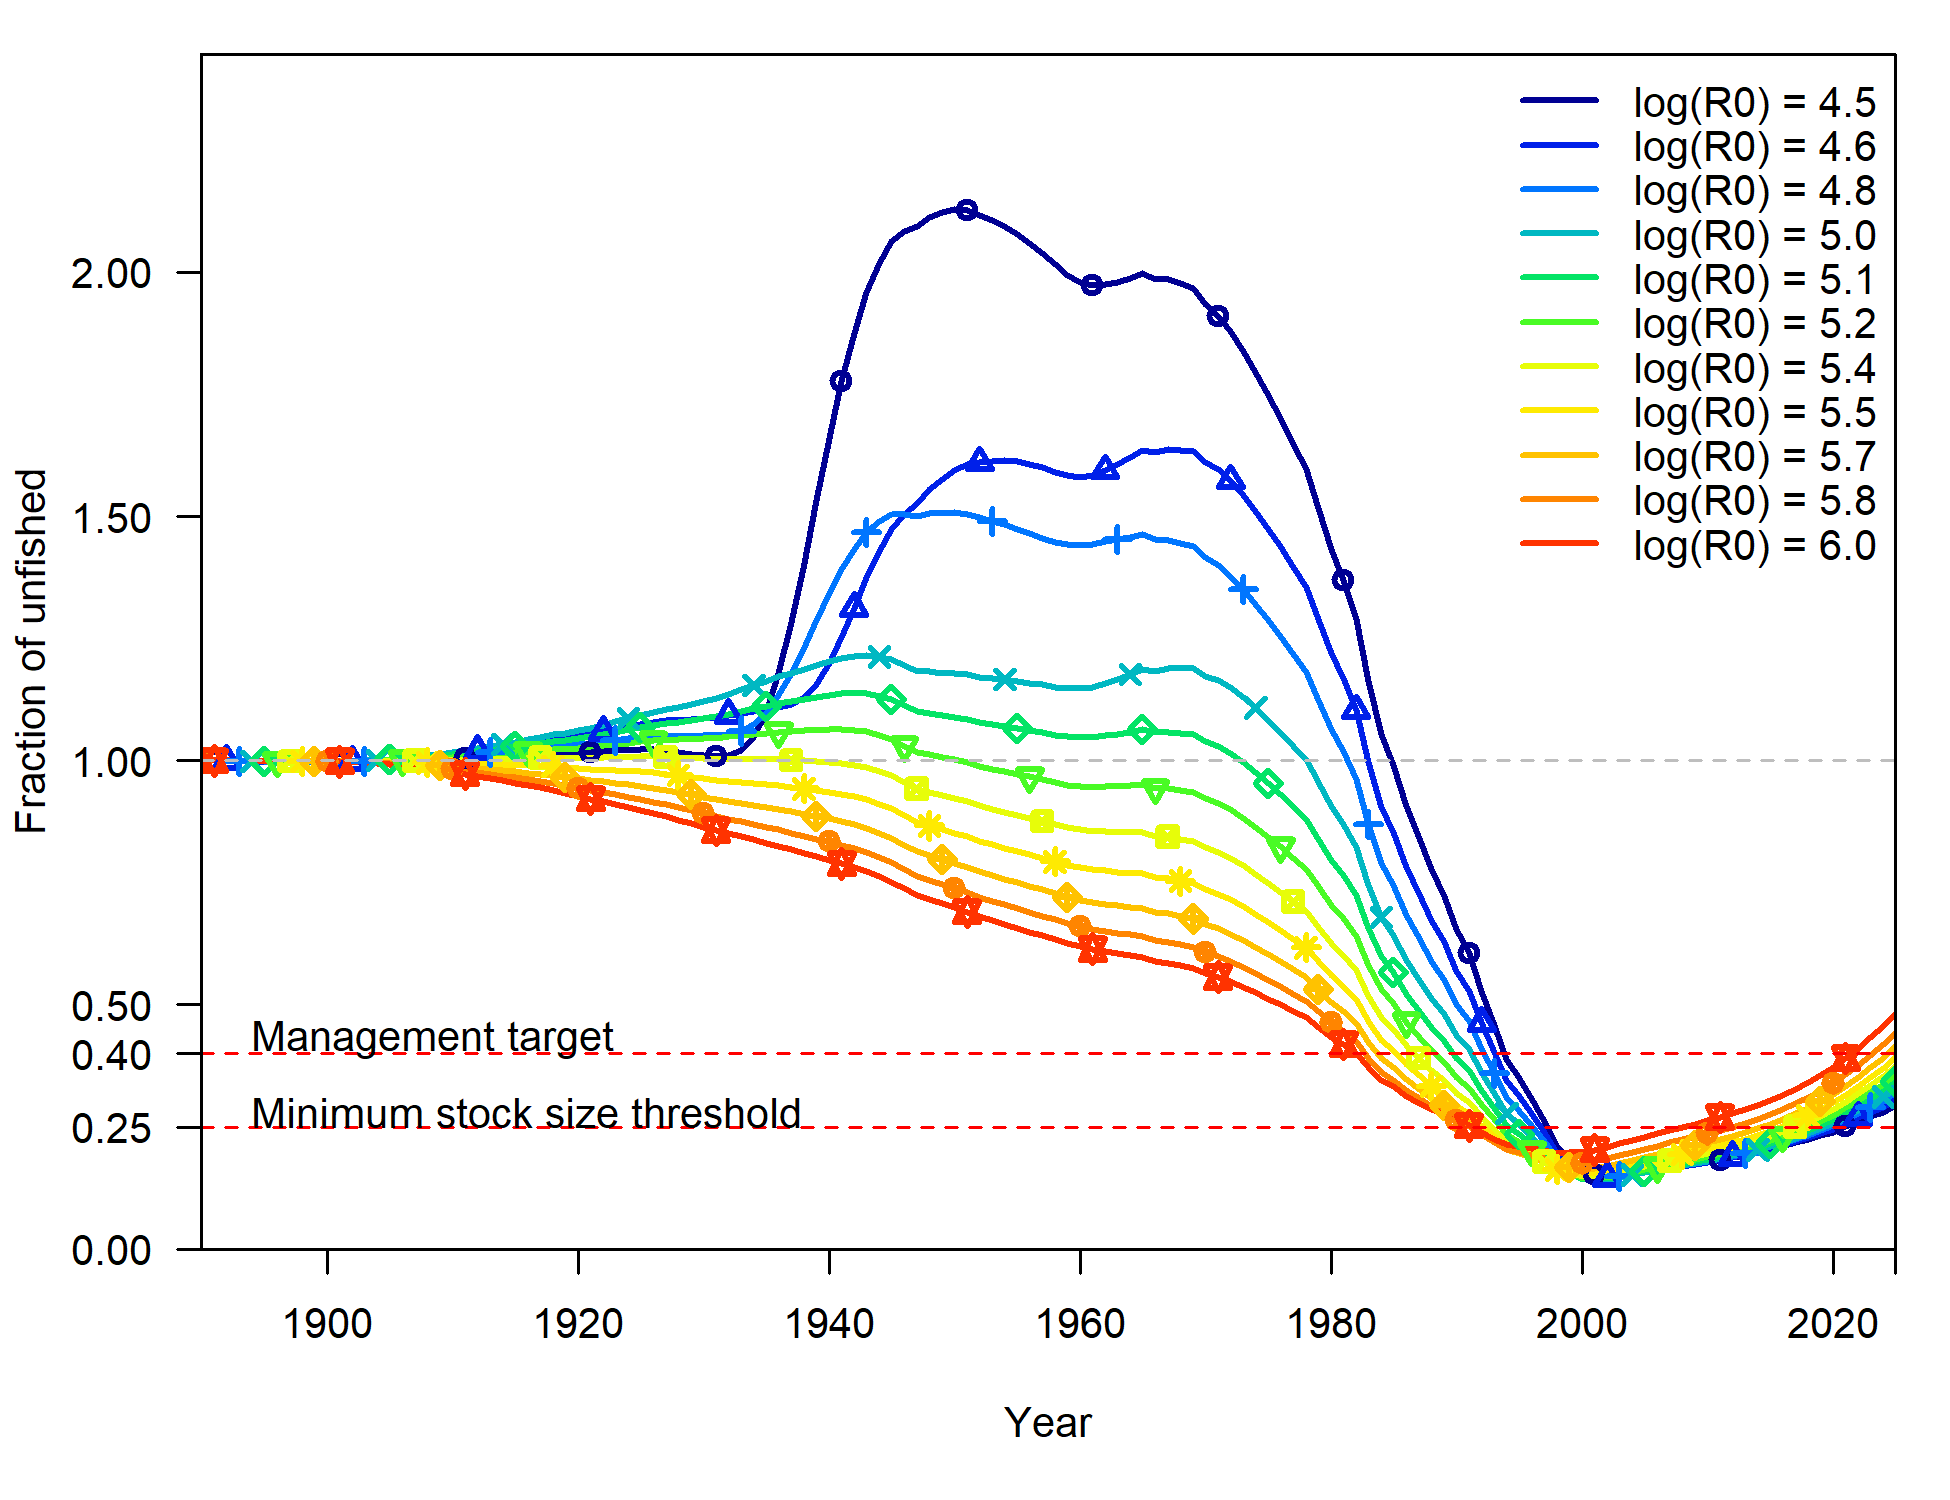 log(R0) = 4.5
log(R0) = 4.6
log(R0) = 4.8
log(R0) = 5.0
log(R0) = 5.1
log(R0) = 5.2
log(R0) = 5.4
log(R0) = 5.5
log(R0) = 5.7
log(R0) = 5.8
log(R0) = 6.0
Fraction of unfished
2.00
1.50
1.00
0.50
0.40
0.25
0.00
Management target
Minimum stock size threshold
1900 1920 1940 1960 1980 2000 2020
Year